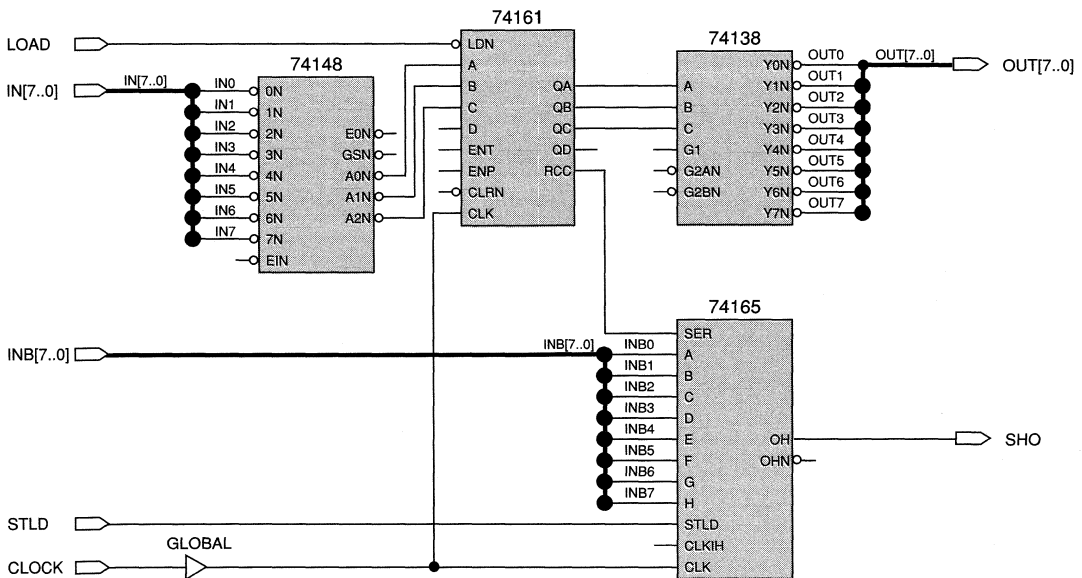 74161
LOAD
LDN
74148
74138
IN[7..0]
IN[7..0]
IN0 0N
IN1 1N
IN2 2N
IN3 3N
IN4 4N
IN5 5N
IN6 6N
IN7 7N
EIN
E0N
GSN
A0N
A1N
A2N
A
B
C
D
ENT
ENP
CLRN
CLK
QA
QB
QC
QD
RCC
A
B
C
G1
G2AN
G2BN
Y0N OUT0
Y1N OUT1
Y2N OUT2
Y3N OUT3
Y4N OUT4
Y5N OUT5
Y6N OUT6
Y7N OUT7
OUT[7..0]
OUT[7..0]
74165
SER
INB[7..0]
INB[7..0]
INB0 A
INB1 B
INB2 C
INB3 D
INB4 E
INB5 F
INB6 G
INB7 H
OH
SHO
OHN
STLD
STLD
CLKIH
GLOBAL
CLOCK
CLK